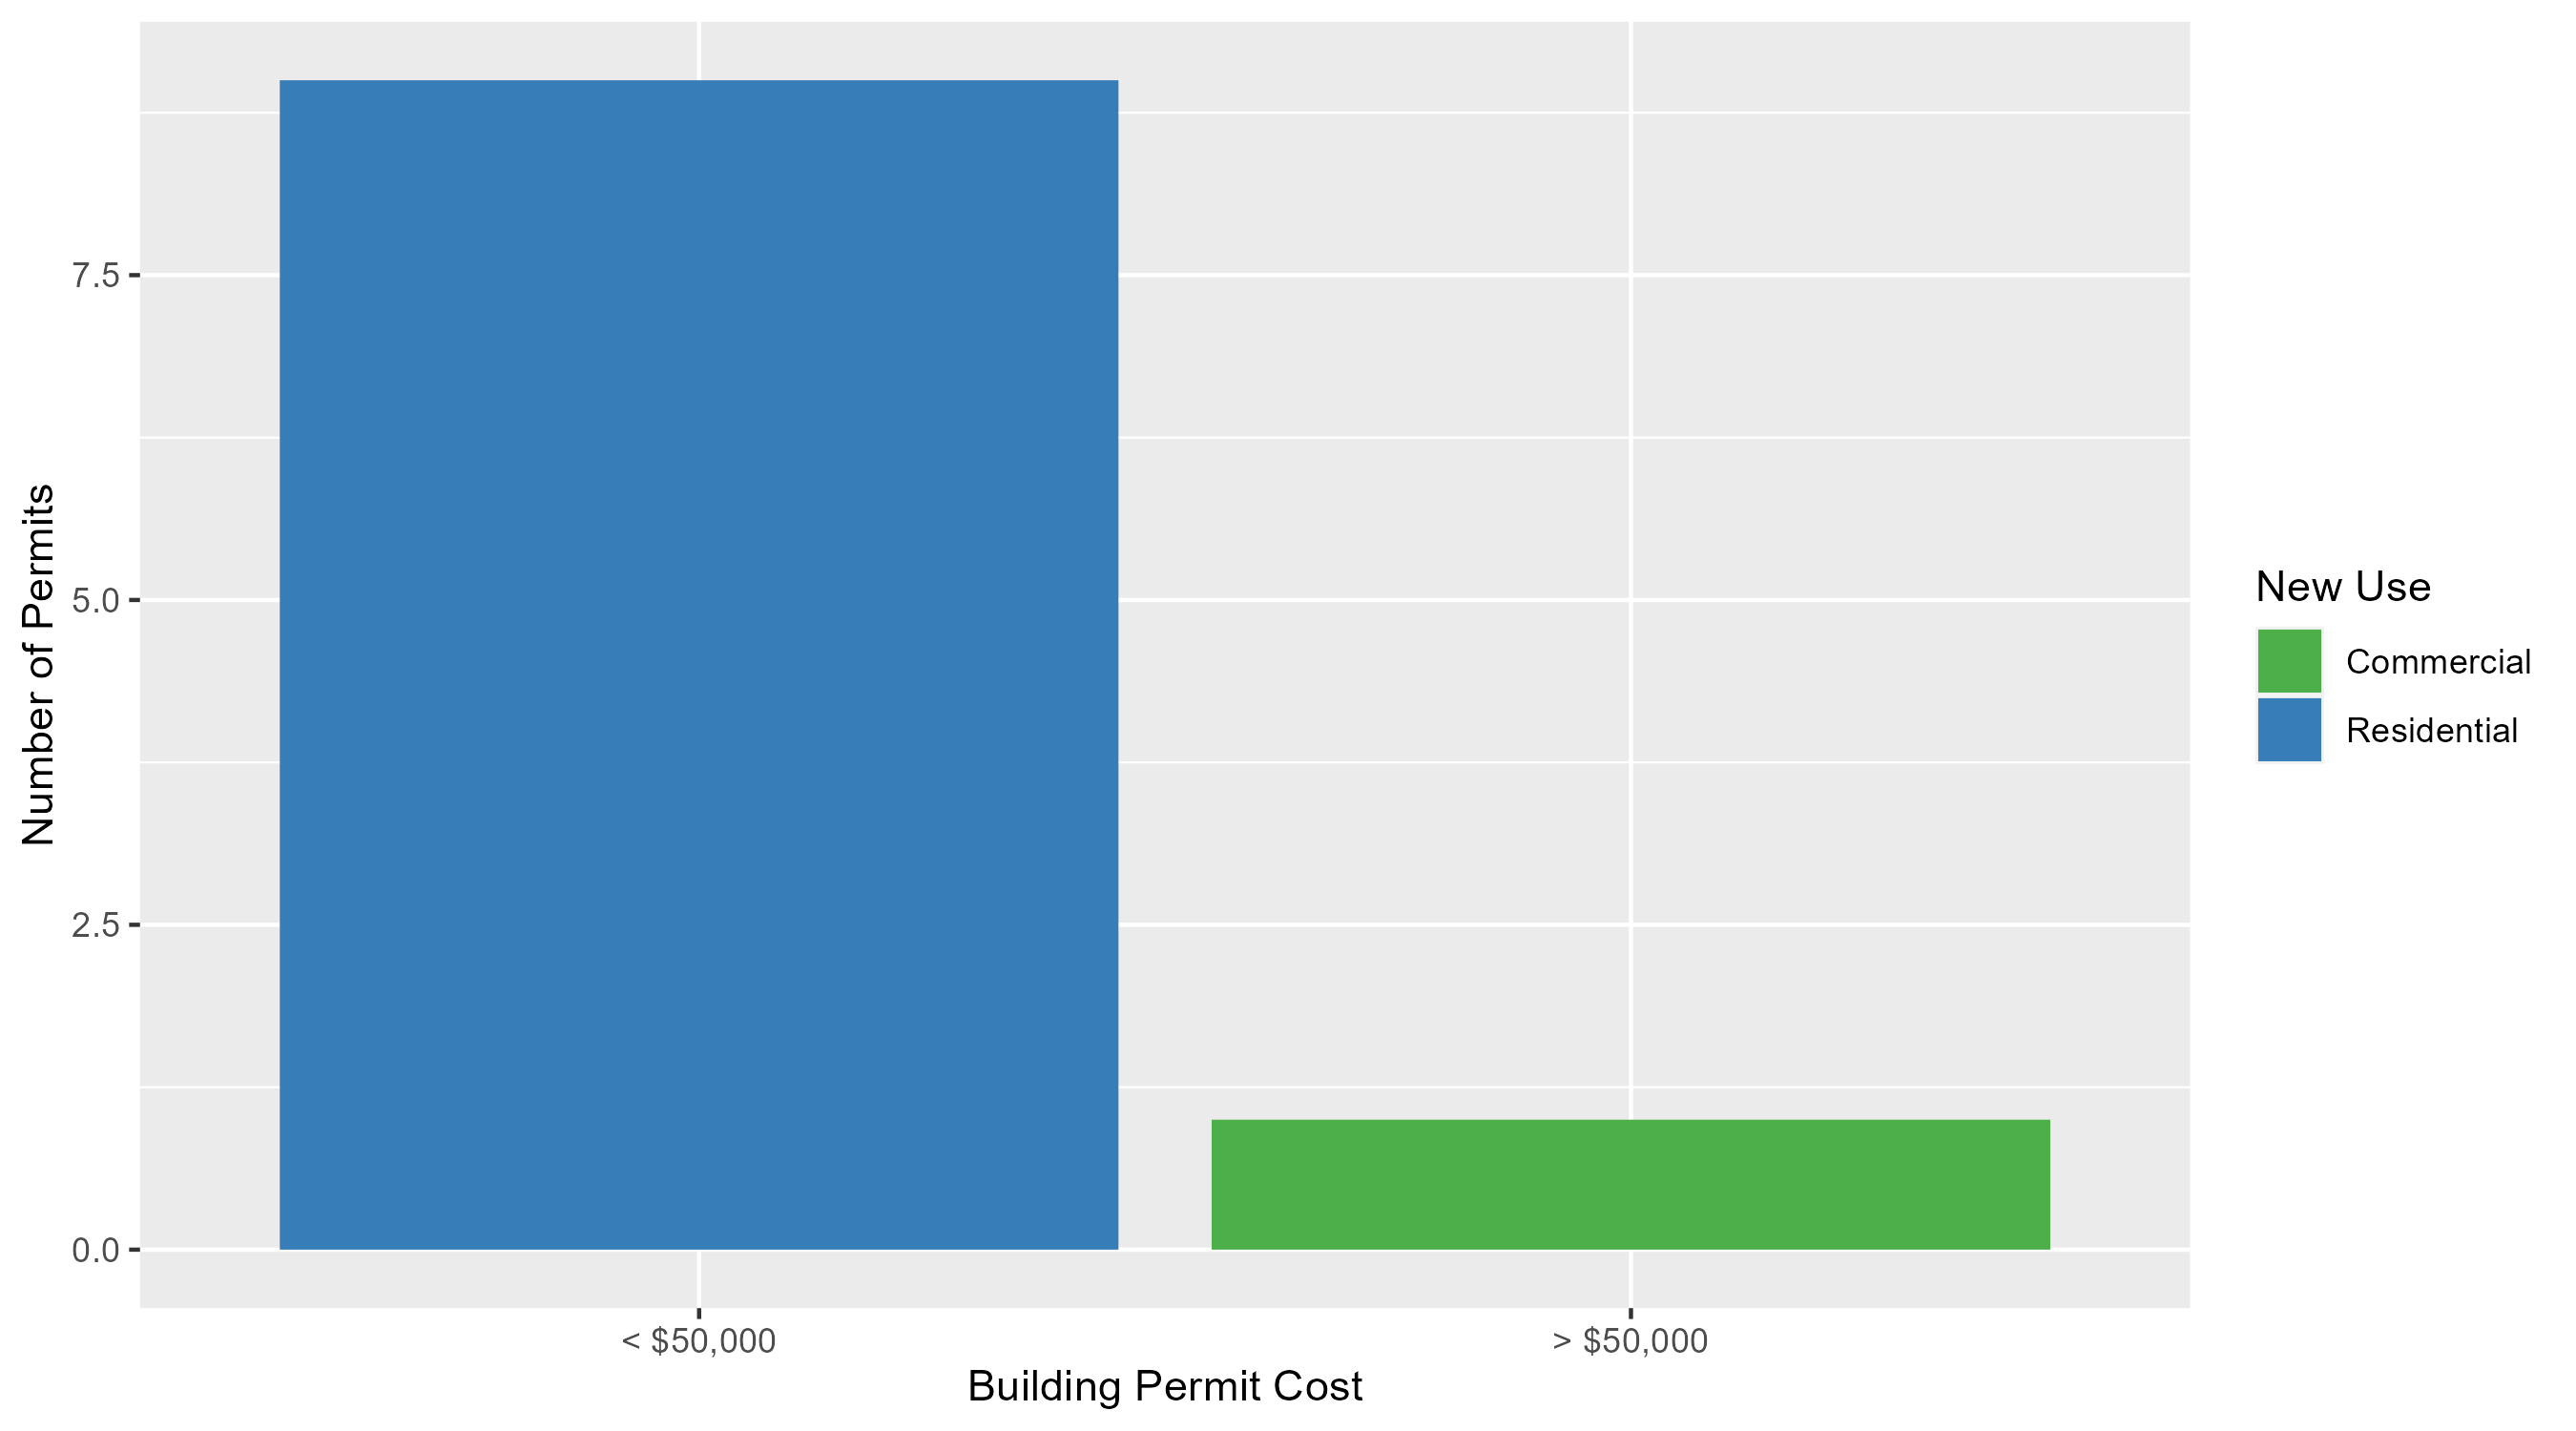 7.5
5.0
2.5
0.0
Number of Permits
< $50,000
> $50,000
Building Permit Cost
New Use
Commercial
Residential